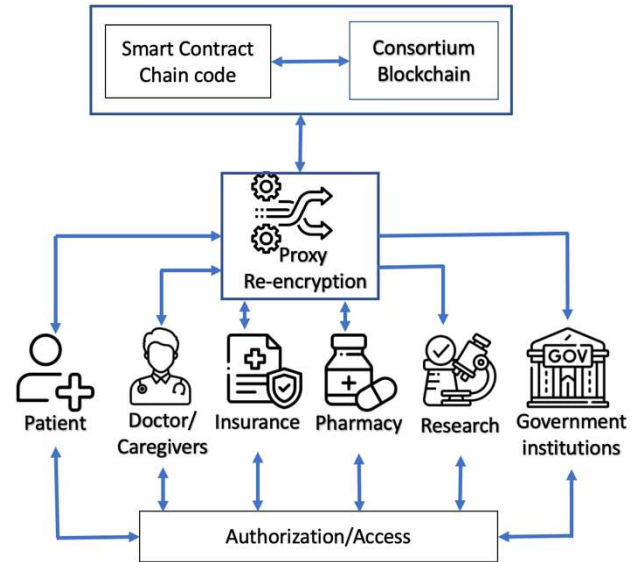 Smart Contract
Chain code
Consortium
Blockchain
Proxy
Re-encryption
GOV
Patient
Doctor/
Caregivers
Insurance
Pharmacy
Research
Government
institutions
Authorization/Access